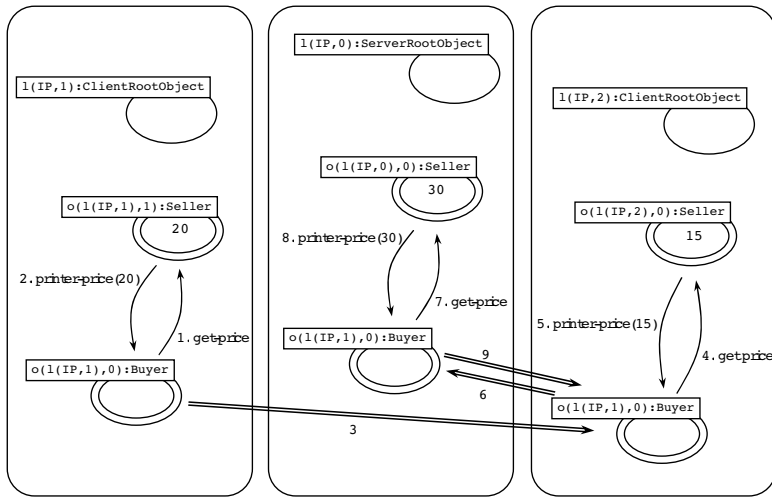 l(IP,1):ClientRootObject
o(l(IP,1),1):Seller
20
2.printer-price(20)
1.get-price
o(l(IP,1),0):Buyer
l(IP,0):ServerRootObject
o(l(IP,0),0):Seller
30
8.printer-price(30)
7.get-price
o(l(IP,1),0):Buyer
l(IP,2):ClientRootObject
o(l(IP,2),0):Seller
15
5.printer-price(15)
4.getprice
o(l(IP,1),0):Buyer
9
6
3